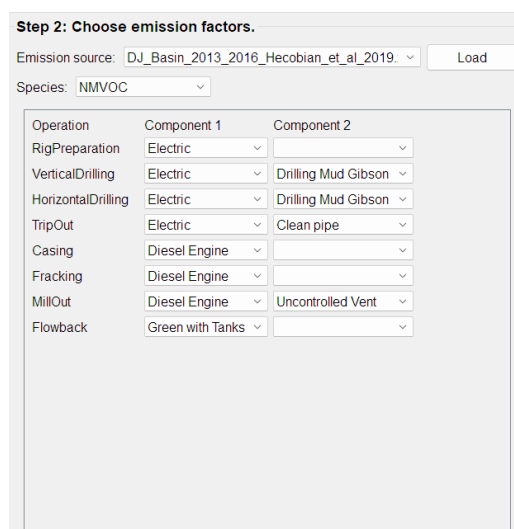 Step 2: Choose emission factors.
Emission source: DJ_Basin_2013_2016_Hecobian_et_al_2019. Load
Species: NMVOC
Operation Component 1 Component 2
RigPreparation Electric
VerticalDrilling Electric Drilling Mud Gibson
HorizontalDrilling Electric Drilling Mud Gibson
TripOut Electric Clean pipe
Casing Diesel Engine
Fracking Diesel Engine
MillOut Diesel Engine Uncontrolled Vent
Flowback Green with Tanks